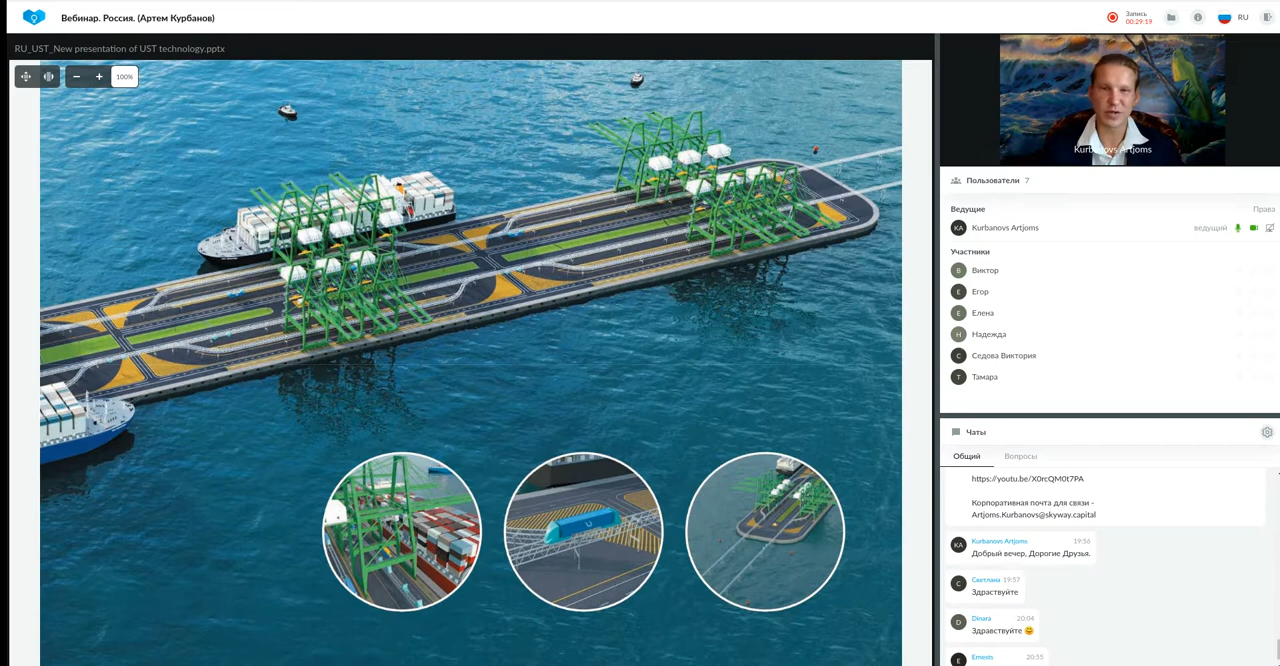 Вебинар. Россия. (Артем Курбанов)
Запись
00:29:19
RU
RU_UST_New presentation of UST technology.pptx
100%
Kurbanovs Artjoms
Пользователи 7
Ведущие Права
KA Kurbanovs Artjoms ведущий
Участники
В Виктор
Е Егор
Е Елена
Н Надежда
С Седова Виктория
Т Тамара
Чаты
Общий Вопросы
https://youtu.be/X0rcQM0t7PA
Корпоративная почта для связи -
Artjoms.Kurbanovs@skyway.capital
KA Kurbanovs Artjoms 19:56
Добрый вечер, Дорогие Друзья.
С Светлана 19:57
Здраствуйте
D Dinara 20:04
Здравствуйте 😊
E Ernests 20:55